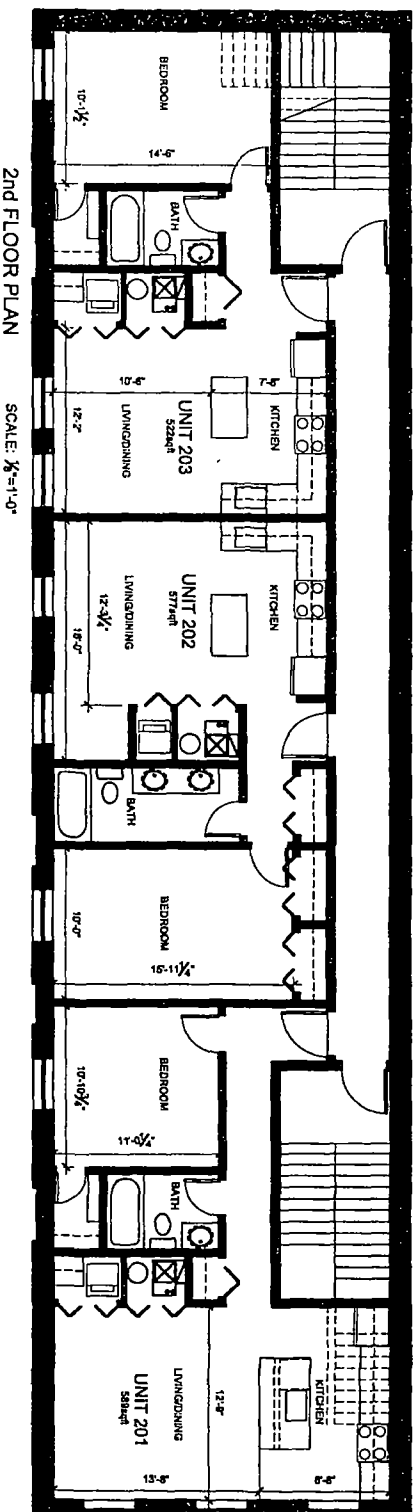 BEDROOM
10'-1½"
14'-6"
BATH
10'-6"
7'-6"
12'-2"
LIVING/DINING
UNIT 203
522sqft
KITCHEN
KITCHEN
UNIT 202
577sqft
LIVING/DINING
12'-3¼"
18'-0"
BATH
BEDROOM
10'-0"
15'-11¼"
BEDROOM
10'-10¾"
11'-0¼"
BATH
KITCHEN
12'-9"
LIVING/DINING
UNIT 201
589sqft
13'-8"
8'-6"
2nd FLOOR PLAN
SCALE: ⅛"=1'-0"